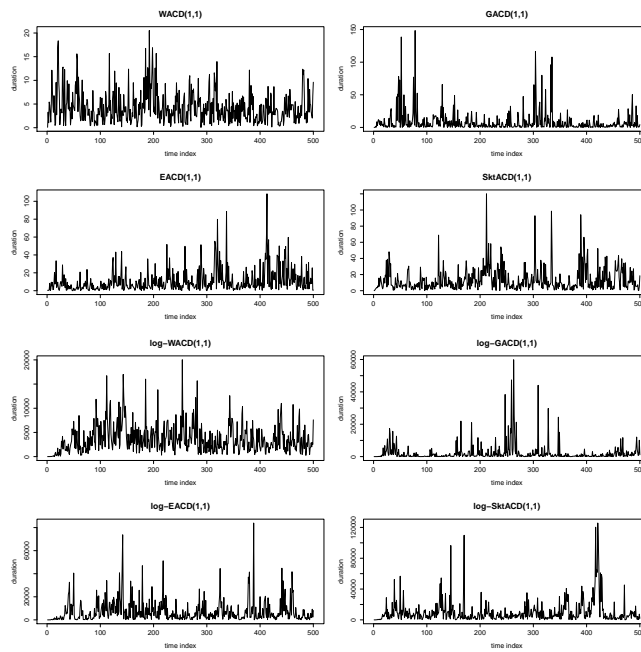 WACD(1,1)
duration
20
15
10
5
0
0 100 200 300 400 500
time index
GACD(1,1)
duration
150
100
50
0
0 100 200 300 400 500
time index
EACD(1,1)
duration
100
80
60
40
20
0
0 100 200 300 400 500
time index
SktACD(1,1)
duration
120
80
60
40
20
0
0 100 200 300 400 500
time index
log−WACD(1,1)
duration
20000
10000
5000
0
0 100 200 300 400 500
time index
log−GACD(1,1)
duration
60000
40000
20000
0
0 100 200 300 400 500
time index
log−EACD(1,1)
duration
20000
0
0 100 200 300 400 500
time index
log−SktACD(1,1)
duration
120000
40000
0
0 100 200 300 400 500
time index